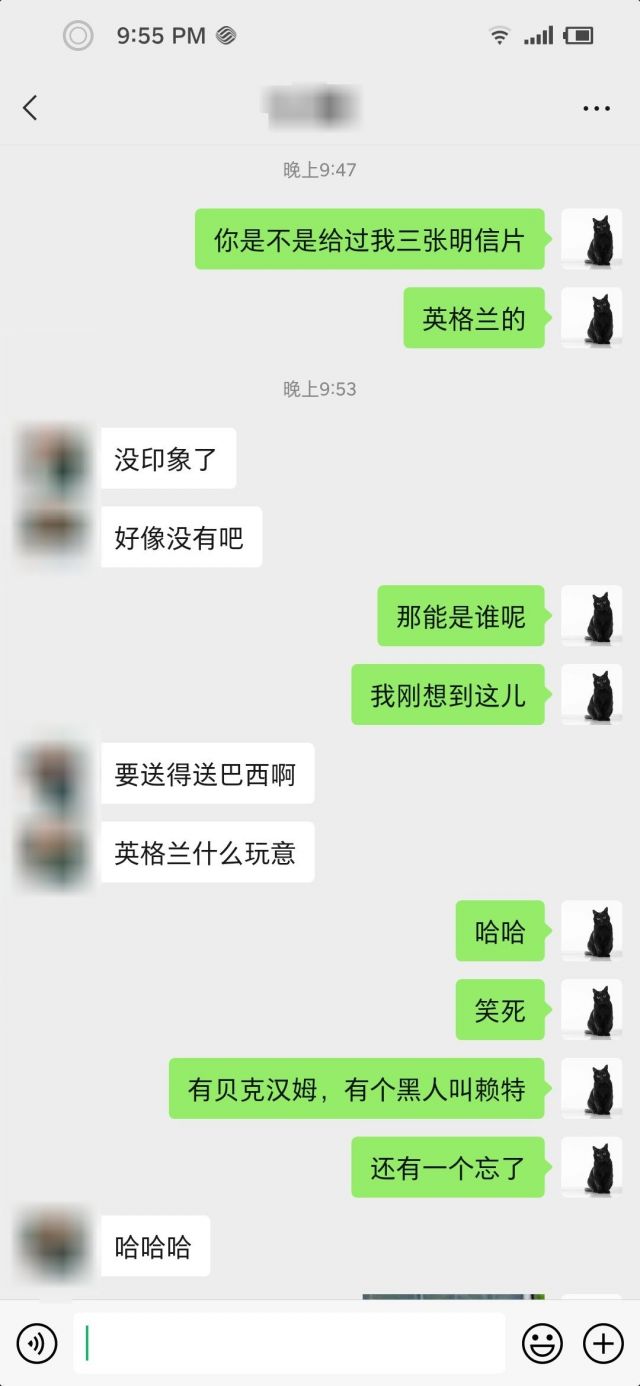 9:55 PM
晚上9:47
你是不是给过我三张明信片
英格兰的
晚上9:53
没印象了
好像没有吧
那能是谁呢
我刚想到这儿
要送得送巴西啊
英格兰什么玩意
哈哈
笑死
有贝克汉姆，有个黑人叫赖特
还有一个忘了
哈哈哈